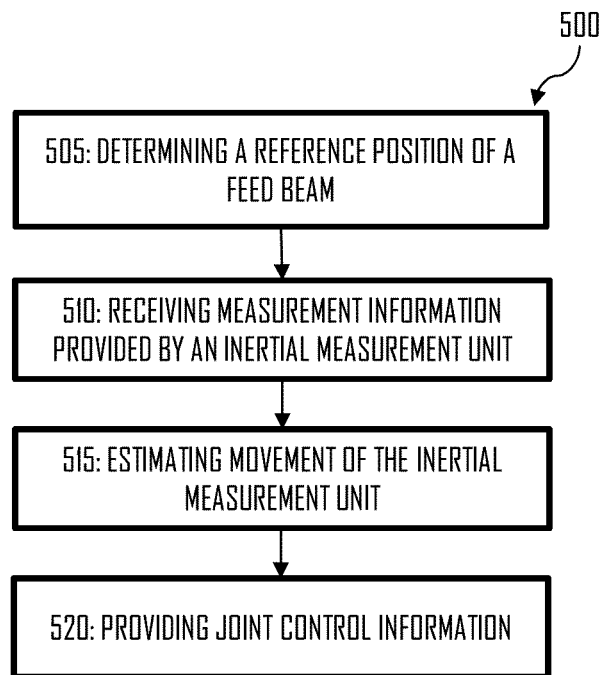 500
505: DETERMINING A REFERENCE POSITION OF A
FEED BEAM
510: RECEIVING MEASUREMENT INFORMATION
PROVIDED BY AN INERTIAL MEASUREMENT UNIT
515: ESTIMATING MOVEMENT OF THE INERTIAL
MEASUREMENT UNIT
520: PROVIDING JOINT CONTROL INFORMATION